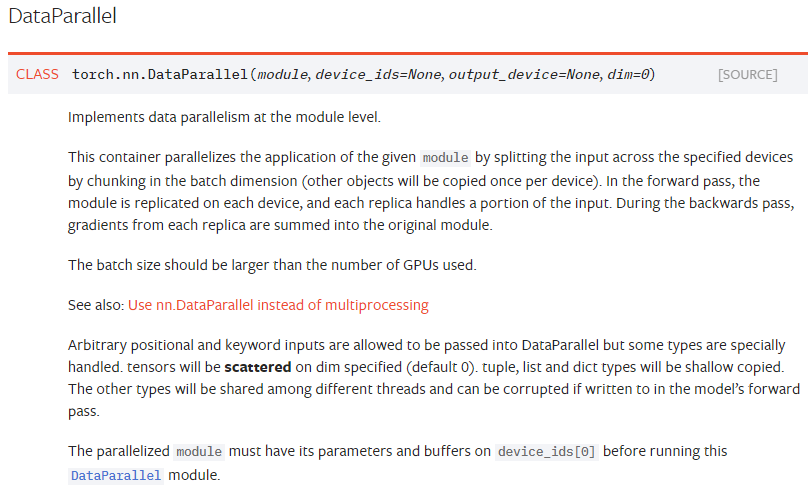 DataParallel
CLASS torch.nn.DataParallel(module, device_ids=None, output_device=None, dim=0) [SOURCE]
Implements data parallelism at the module level.
This container parallelizes the application of the given module by splitting the input across the specified devices
by chunking in the batch dimension (other objects will be copied once per device). In the forward pass, the
module is replicated on each device, and each replica handles a portion of the input. During the backwards pass,
gradients from each replica are summed into the original module.
The batch size should be larger than the number of GPUs used.
See also: Use nn.DataParallel instead of multiprocessing
Arbitrary positional and keyword inputs are allowed to be passed into DataParallel but some types are specially
handled. tensors will be scattered on dim specified (default 0). tuple, list and dict types will be shallow copied.
The other types will be shared among different threads and can be corrupted if written to in the model’s forward
pass.
The parallelized module must have its parameters and buffers on device_ids[0] before running this
DataParallel module.